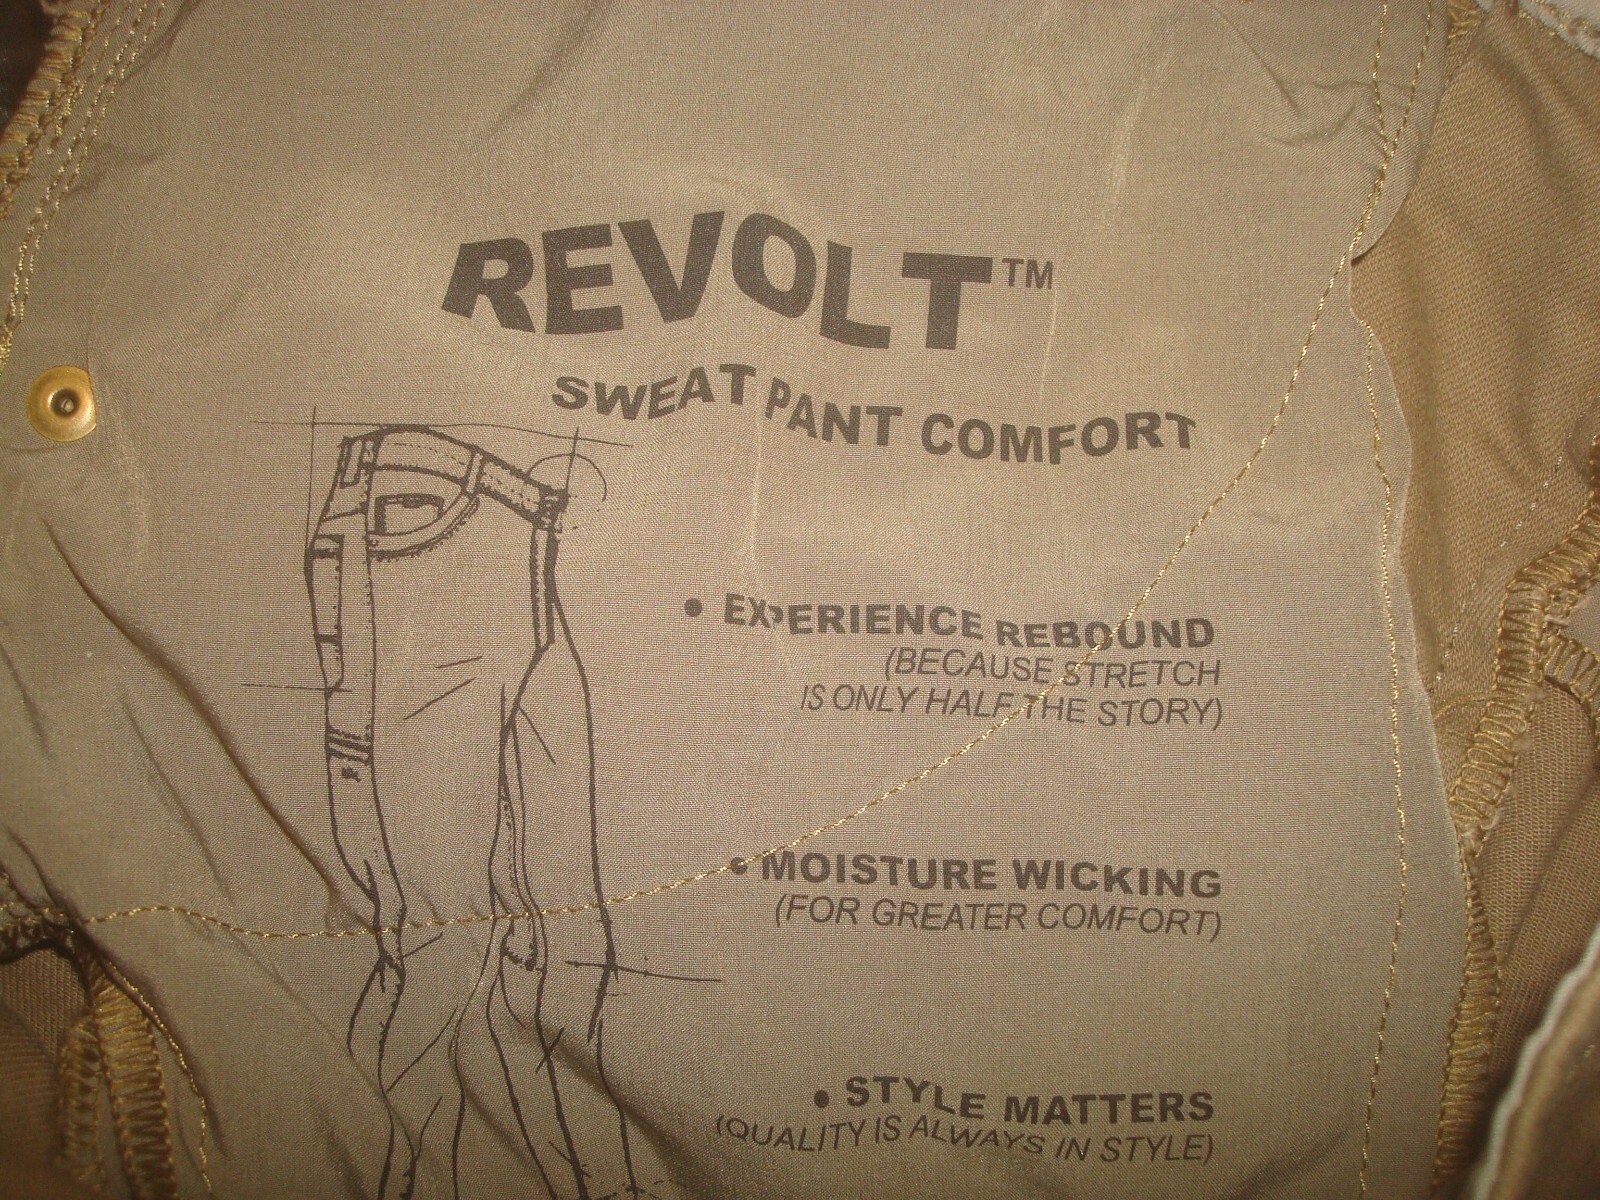 REVOLT™
SWEAT PANT COMFORT
• EXPERIENCE REBOUND
(BECAUSE STRETCH
IS ONLY HALF THE STORY)
• MOISTURE WICKING
(FOR GREATER COMFORT)
• STYLE MATTERS
(QUALITY IS ALWAYS IN STYLE)